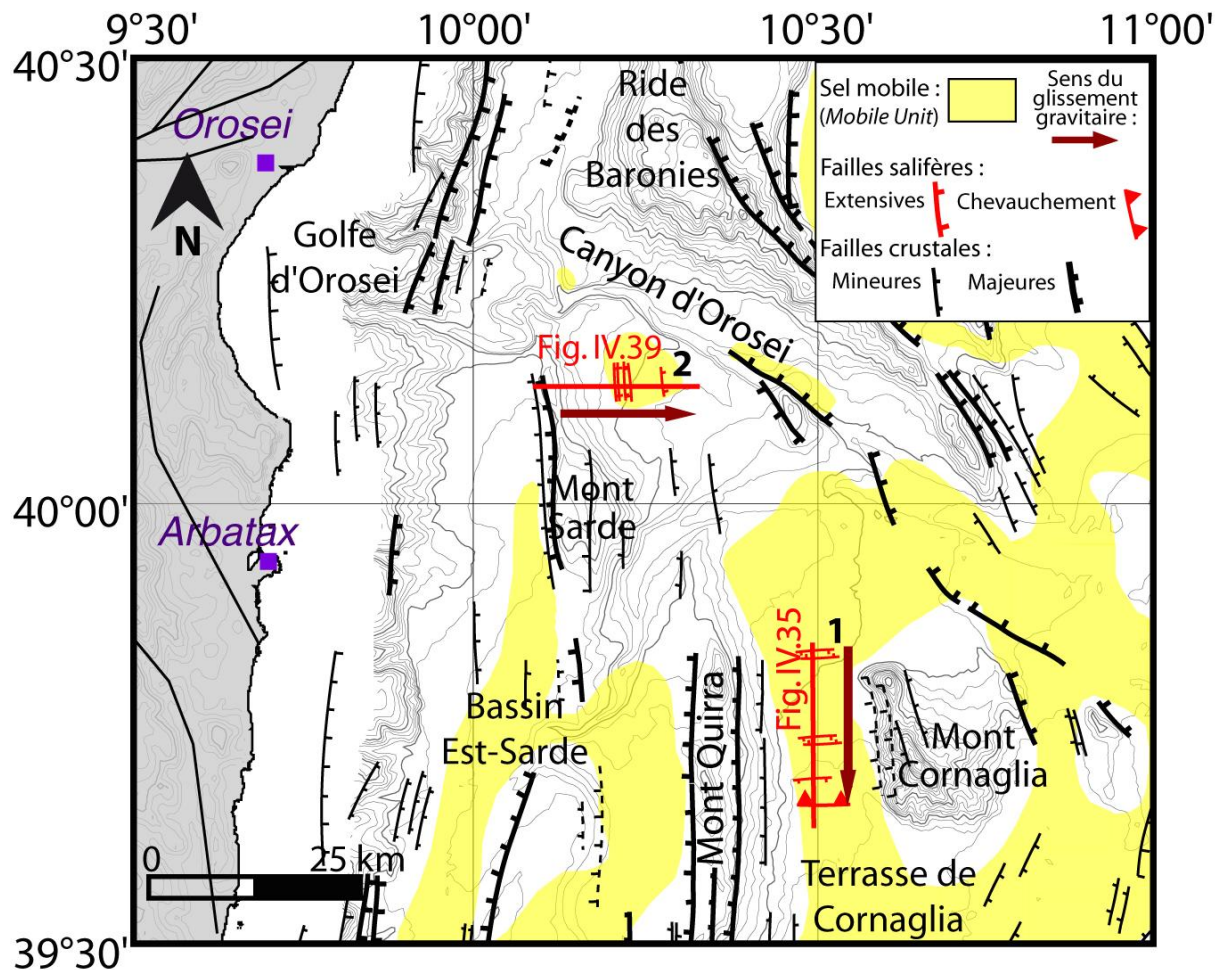 9°30'
10°00'
10°30'
11°00'
40°30'
40°00'
39°30'
Orosei
N
Golfe
d'Orosei
Ride
des
Baronies
Canyon d'Orosei
Sel mobile :
(Mobile Unit)
Sens du
glissement
gravitaire :
Failles salifères :
Extensives
Chevauchement
Failles crustales :
Mineures
Majeures
Fig. IV.39
2
Mont
Sarde
Arbatax
Fig. IV.35
1
Bassin
Est-Sarde
Mont Quirra
Mont
Cornaglia
Terrasse de
Cornaglia
0
25 km